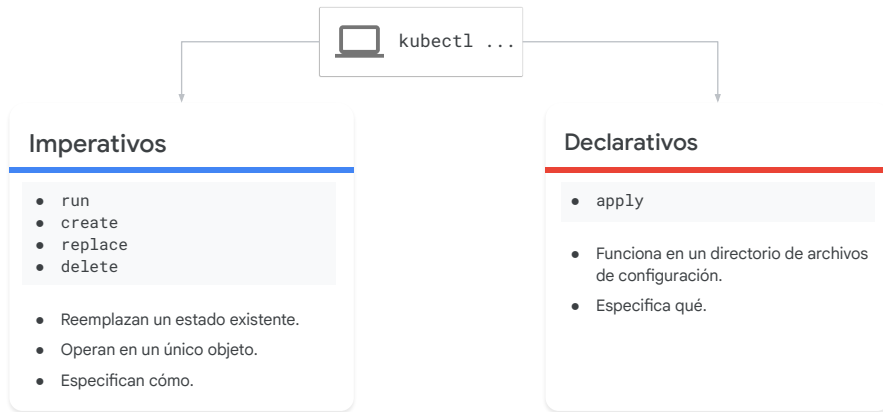 kubectl ...
Imperativos
● run
● create
● replace
● delete
● Reemplazan un estado existente.
● Operan en un único objeto.
● Especifican cómo.
Declarativos
● apply
● Funciona en un directorio de archivos
de configuración.
● Especifica qué.